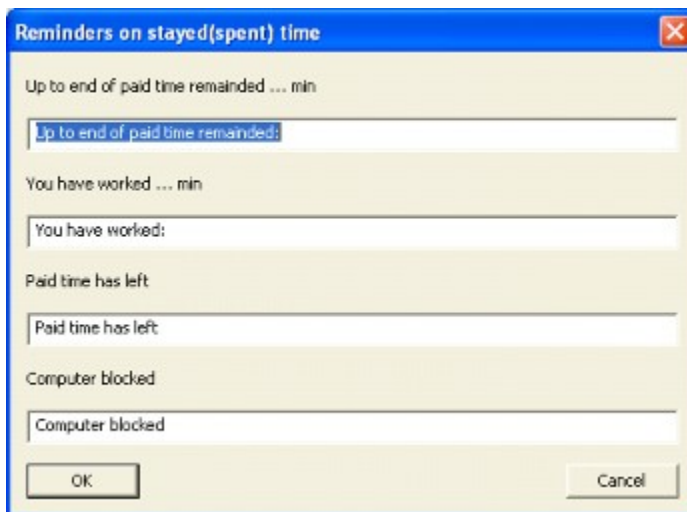 Reminders on stayed(spent) time
Up to end of paid time remainded ... min
Up to end of paid time remainded:
You have worked ... min
You have worked:
Paid time has left
Paid time has left
Computer blocked
Computer blocked
OK Cancel